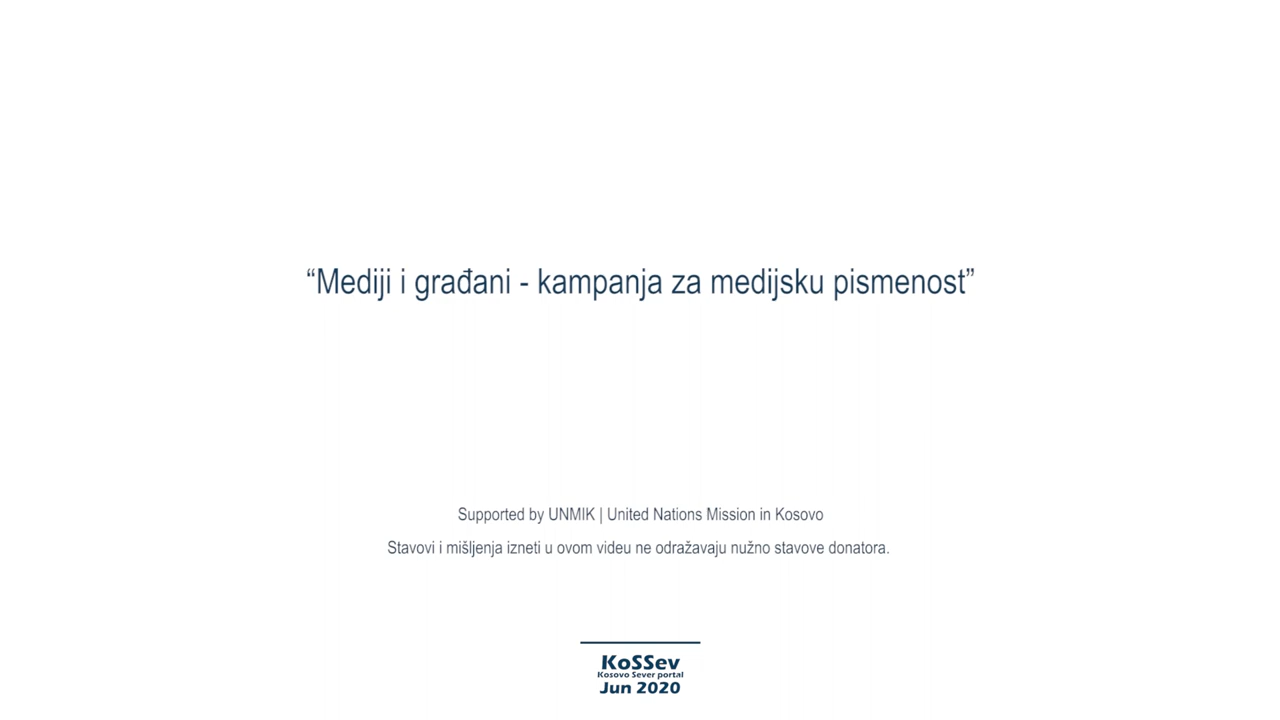 “Mediji i građani - kampanja za medijsku pismenost”
Supported by UNMIK | United Nations Mission in Kosovo
Stavovi i mišljenja izneti u ovom videu ne odražavaju nužno stavove donatora.
KoSSev
Kosovo Sever portal
Jun 2020